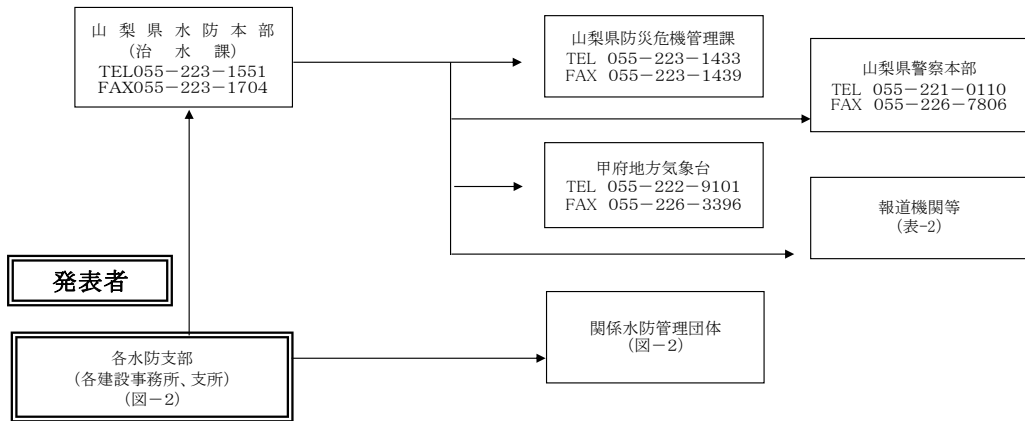 山 梨 県 水 防 本 部
(治　水　課)
TEL055－223－1551
FAX055－223－1704
山梨県防災危機管理課
TEL 055－223－1433
FAX 055－223－1439
山梨県警察本部
TEL 055－221－0110
FAX 055－226－7806
甲府地方気象台
TEL 055－222－9101
FAX 055－226－3396
報道機関等
(表-2)
発表者
関係水防管理団体
(図－2)
各水防支部
(各建設事務所、支所)
(図－2)